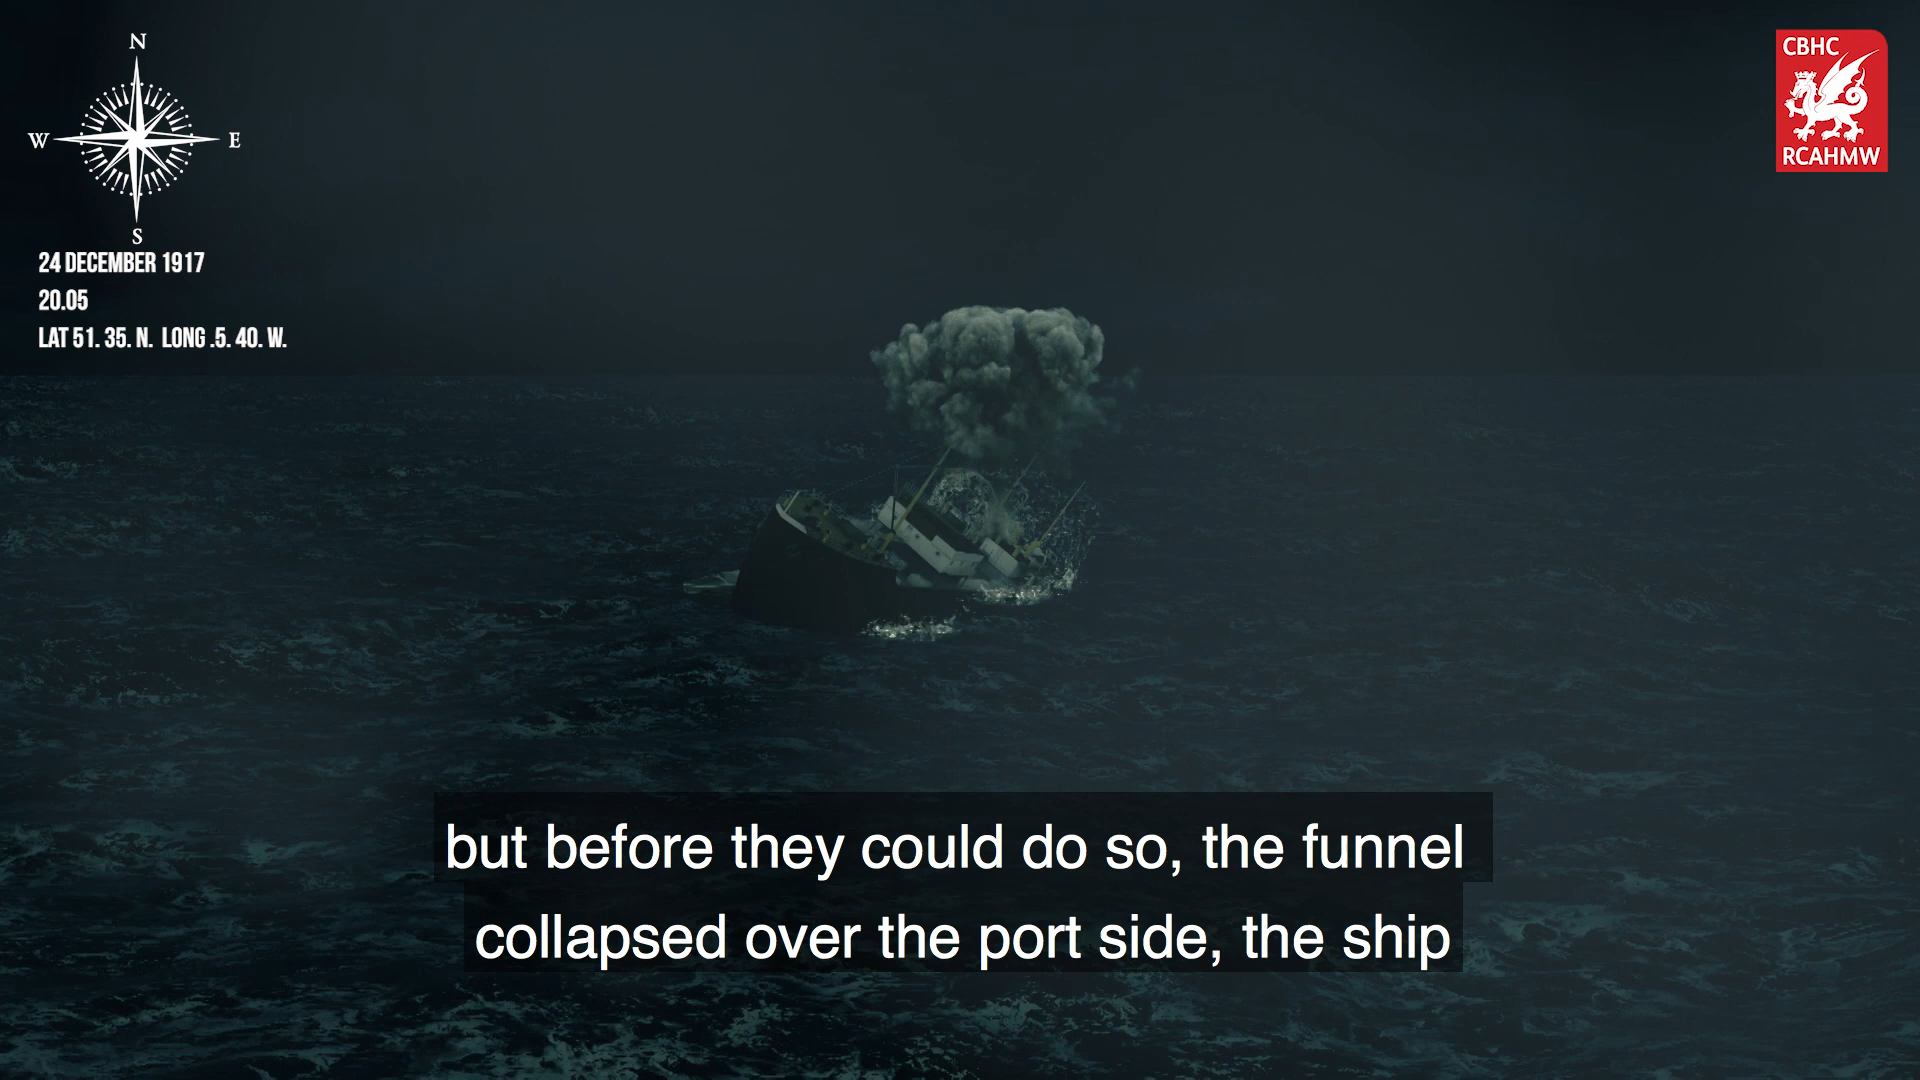 N
W E
S
24 DECEMBER 1917
20.05
LAT 51. 35. N. LONG .5. 40. W.
CBHC
RCAHMW
but before they could do so, the funnel
collapsed over the port side, the ship